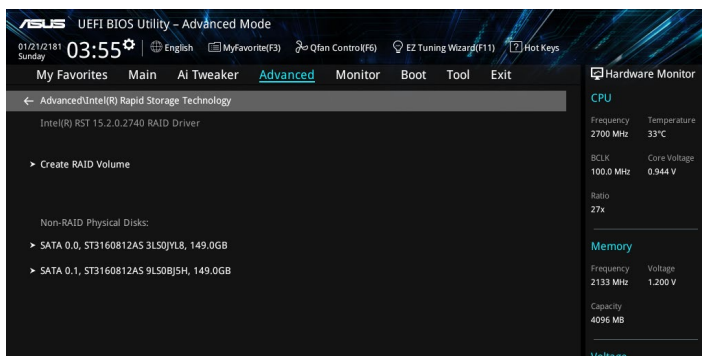 ASUS UEFI BIOS Utility – Advanced Mode
01/21/2181 Sunday 03:55 English MyFavorite(F3) Qfan Control(F6) EZ Tuning Wizard(F11) Hot Keys
My Favorites Main Ai Tweaker Advanced Monitor Boot Tool Exit
Hardware Monitor
Advanced\Intel(R) Rapid Storage Technology
Intel(R) RST 15.2.0.2740 RAID Driver
Create RAID Volume
Non-RAID Physical Disks:
SATA 0.0, ST3160812AS 3LS0JYL8, 149.0GB
SATA 0.1, ST3160812AS 9LS0BJ5H, 149.0GB
CPU
Frequency Temperature
2700 MHz 33°C
BCLK Core Voltage
100.0 MHz 0.944 V
Ratio
27x
Memory
Frequency Voltage
2133 MHz 1.200 V
Capacity
4096 MB
Voltage